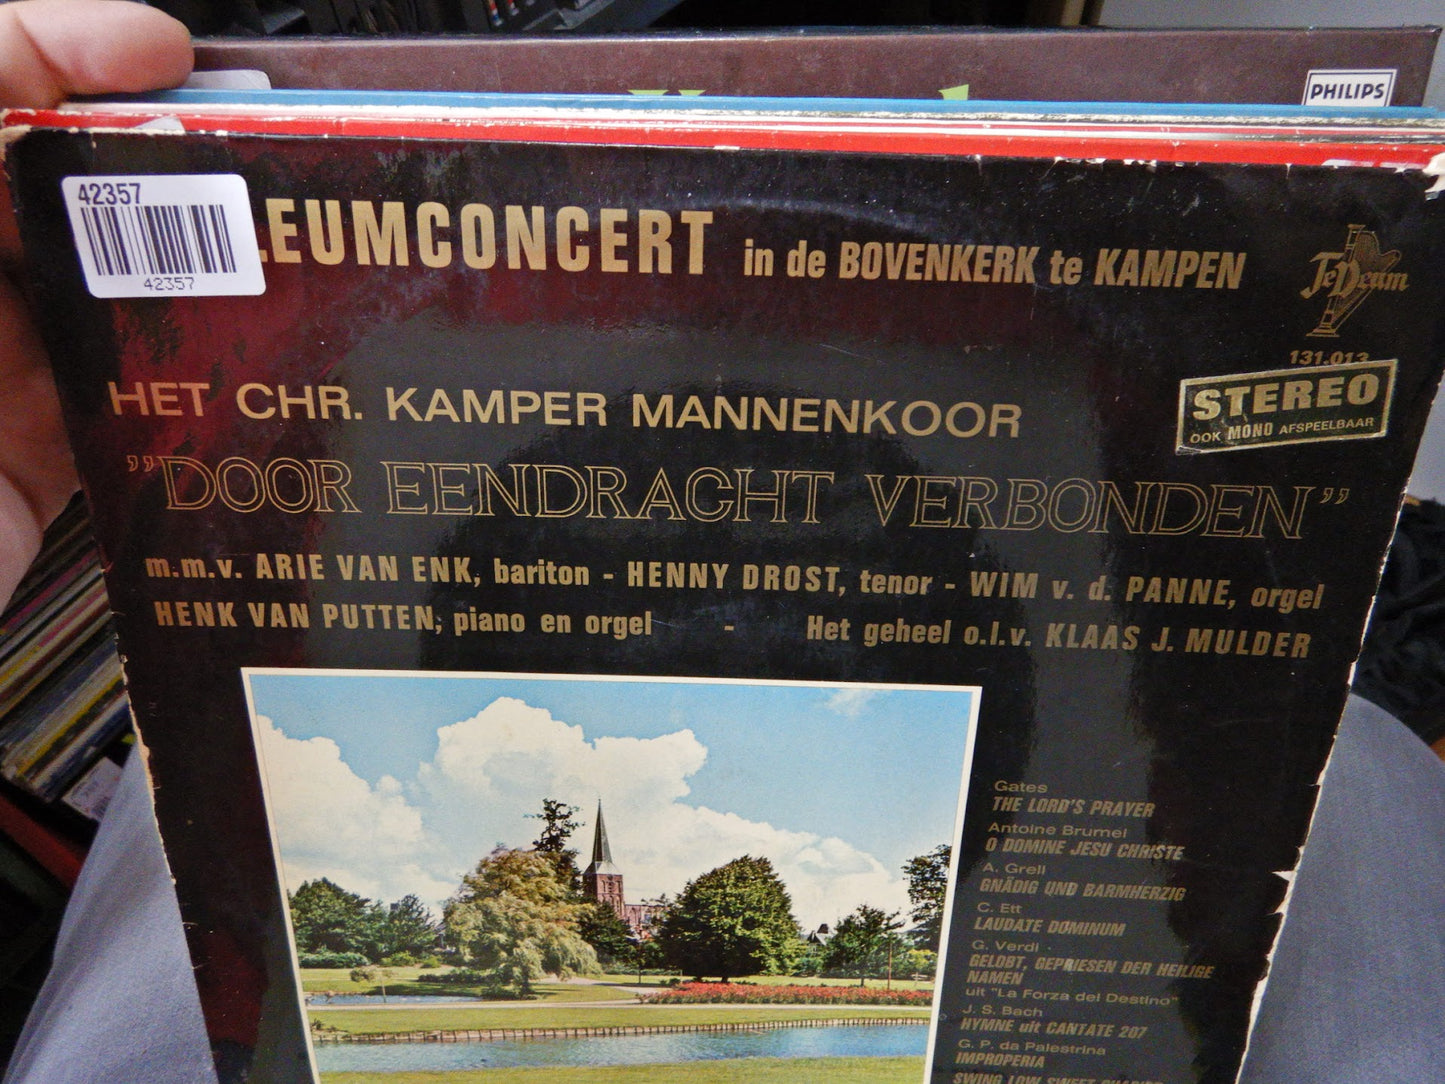 PHILIPS
42357
42357
LEUMCONCERT in de BOVENKERK te KAMPEN
TeDeum
131.013
STEREO
OOK MONO AFSPEELBAAR
HET CHR. KAMPER MANNENKOOR
"DOOR EENDRACHT VERBONDEN"
m.m.v. ARIE VAN ENK, bariton - HENNY DROST, tenor - WIM v. d. PANNE, orgel
HENK VAN PUTTEN, piano en orgel - Het geheel o.l.v. KLAAS J. MULDER
Gates
THE LORD'S PRAYER
Antoine Brumel
O DOMINE JESU CHRISTE
A. Grell
GNÄDIG UND BARMHERZIG
C. Ett
LAUDATE DOMINUM
G. Verdi
GELOBT, GEPRIESEN DER HEILIGE
NAMEN
uit "La Forza del Destino"
J. S. Bach
HYMNE uit CANTATE 207
G. P. da Palestrina
IMPROPERIA
SWING LOW SWEET